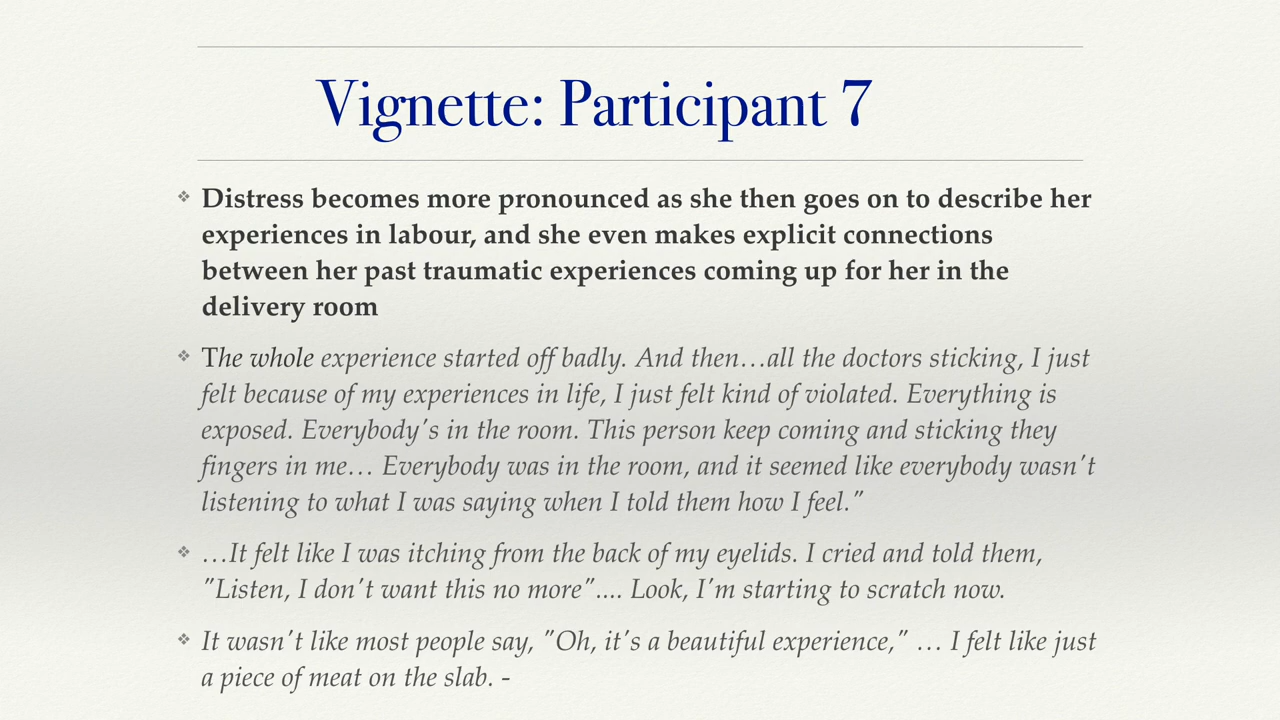 Vignette: Participant 7
❖ Distress becomes more pronounced as she then goes on to describe her
experiences in labour, and she even makes explicit connections
between her past traumatic experiences coming up for her in the
delivery room
❖ The whole experience started off badly. And then…all the doctors sticking, I just
felt because of my experiences in life, I just felt kind of violated. Everything is
exposed. Everybody's in the room. This person keep coming and sticking they
fingers in me… Everybody was in the room, and it seemed like everybody wasn't
listening to what I was saying when I told them how I feel."
❖ …It felt like I was itching from the back of my eyelids. I cried and told them,
"Listen, I don't want this no more".... Look, I'm starting to scratch now.
❖ It wasn't like most people say, "Oh, it's a beautiful experience," … I felt like just
a piece of meat on the slab. -